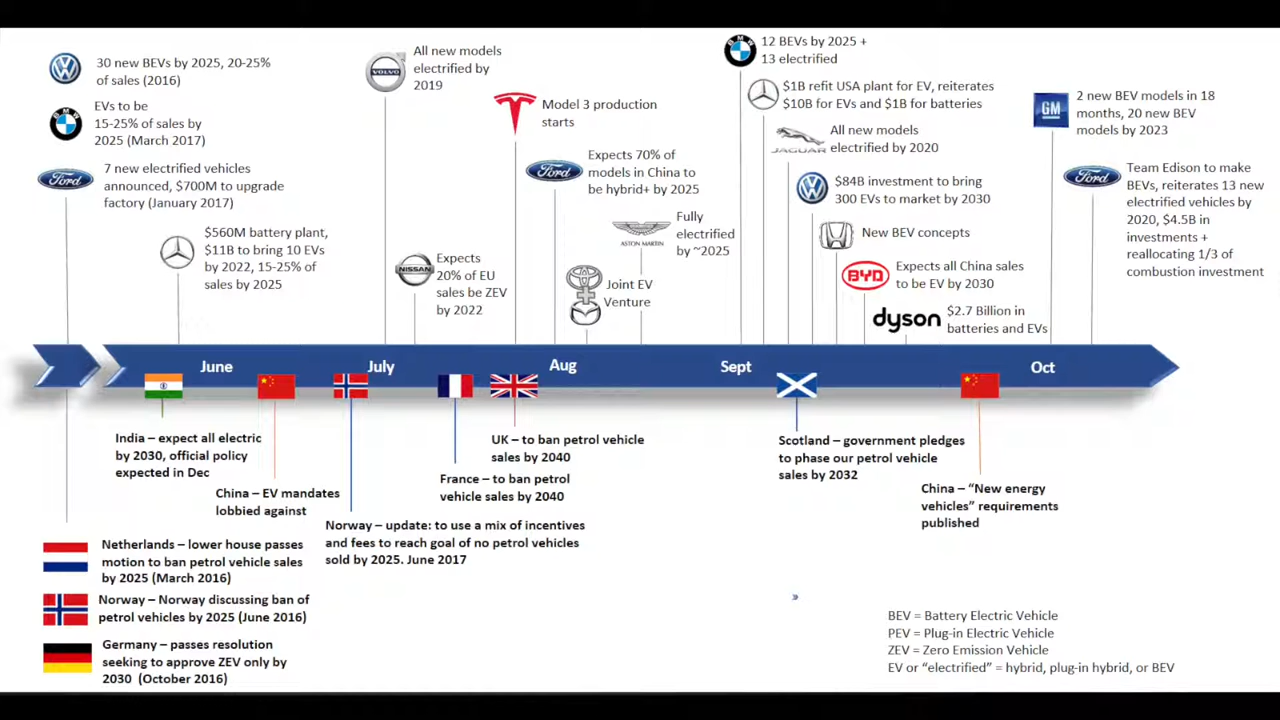 30 new BEVs by 2025, 20-25%
of sales (2016)
EVs to be
15-25% of sales by
2025 (March 2017)
Ford
7 new electrified vehicles
announced, $700M to upgrade
factory (January 2017)
$560M battery plant,
$11B to bring 10 EVs
by 2022, 15-25% of
sales by 2025
VOLVO
All new models
electrified by
2019
NISSAN
Expects
20% of EU
sales be ZEV
by 2022
Model 3 production
starts
Ford
Expects 70% of
models in China to
be hybrid+ by 2025
ASTON MARTIN
Fully
electrified
by ~2025
Joint EV
Venture
BMW
12 BEVs by 2025 +
13 electrified
$1B refit USA plant for EV, reiterates
$10B for EVs and $1B for batteries
JAGUAR
All new models
electrified by 2020
$84B investment to bring
300 EVs to market by 2030
New BEV concepts
BYD
Expects all China sales
to be EV by 2030
dyson
$2.7 Billion in
batteries and EVs
GM
2 new BEV models in 18
months, 20 new BEV
models by 2023
Ford
Team Edison to make
BEVs, reiterates 13 new
electrified vehicles by
2020, $4.5B in
investments +
reallocating 1/3 of
combustion investment
June
July
Aug
Sept
Oct
India – expect all electric
by 2030, official policy
expected in Dec
China – EV mandates
lobbied against
Norway – update: to use a mix of incentives
and fees to reach goal of no petrol vehicles
sold by 2025. June 2017
France – to ban petrol
vehicle sales by 2040
UK – to ban petrol vehicle
sales by 2040
Scotland – government pledges
to phase our petrol vehicle
sales by 2032
China – “New energy
vehicles” requirements
published
Netherlands – lower house passes
motion to ban petrol vehicle sales
by 2025 (March 2016)
Norway – Norway discussing ban of
petrol vehicles by 2025 (June 2016)
Germany – passes resolution
seeking to approve ZEV only by
2030 (October 2016)
BEV = Battery Electric Vehicle
PEV = Plug-in Electric Vehicle
ZEV = Zero Emission Vehicle
EV or “electrified” = hybrid, plug-in hybrid, or BEV